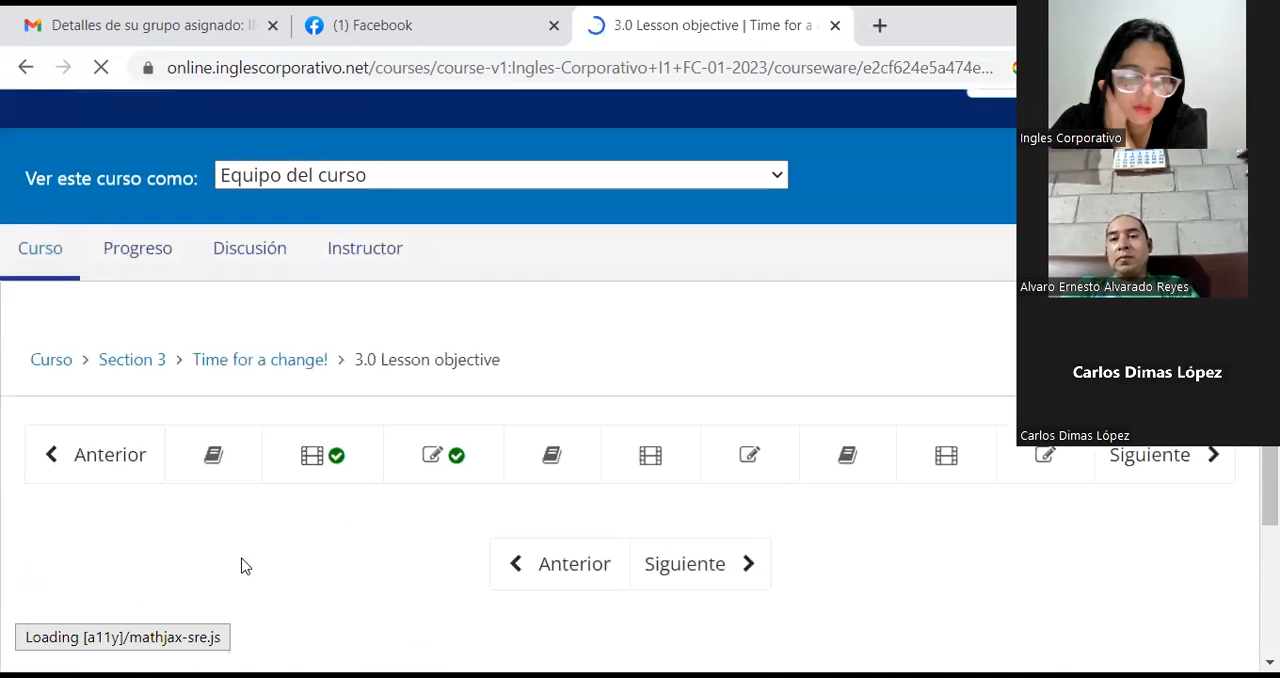 Detalles de su grupo asignado: I
(1) Facebook
3.0 Lesson objective | Time for a
online.inglescorporativo.net/courses/course-v1:Ingles-Corporativo+I1+FC-01-2023/courseware/e2cf624e5a474e...
Ver este curso como:
Equipo del curso
Curso
Progreso
Discusión
Instructor
Curso > Section 3 > Time for a change! > 3.0 Lesson objective
Anterior
Siguiente
Anterior
Siguiente
Loading [a11y]/mathjax-sre.js
Ingles Corporativo
Alvaro Ernesto Alvarado Reyes
Carlos Dimas López
Carlos Dimas López